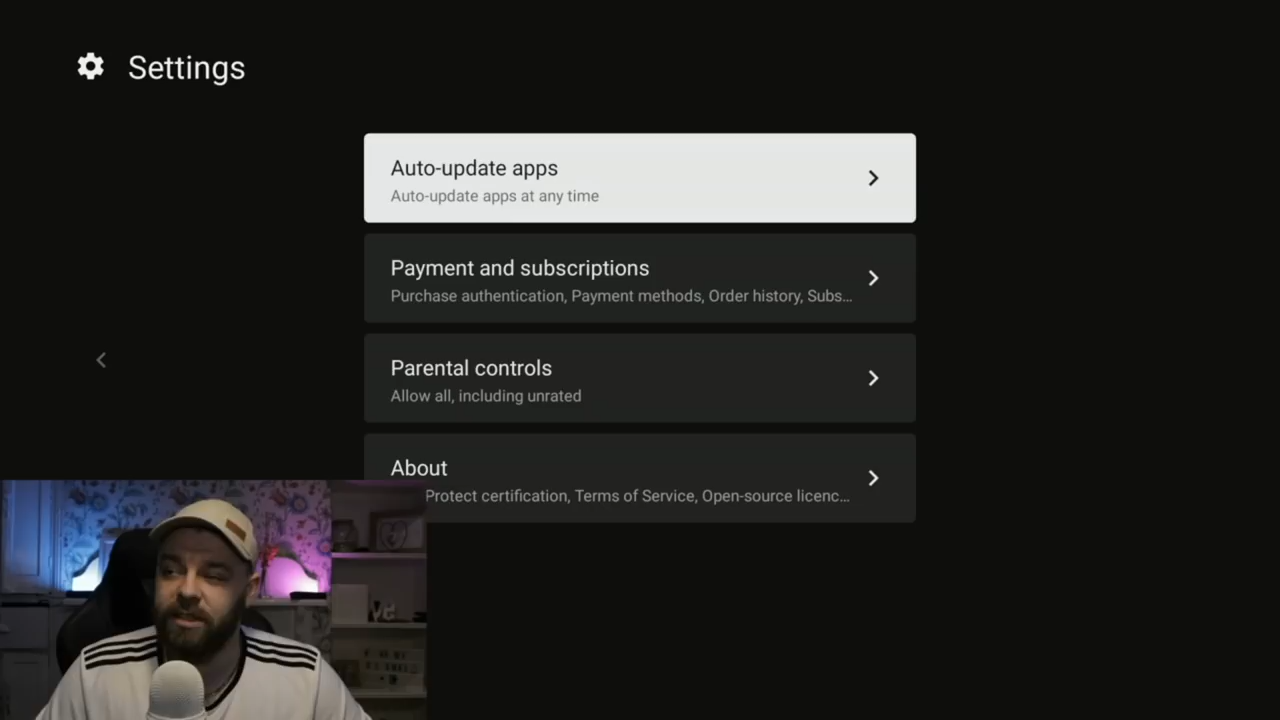 Settings
Auto-update apps
Auto-update apps at any time
Payment and subscriptions
Purchase authentication, Payment methods, Order history, Subs...
Parental controls
Allow all, including unrated
About
Protect certification, Terms of Service, Open-source licenc...